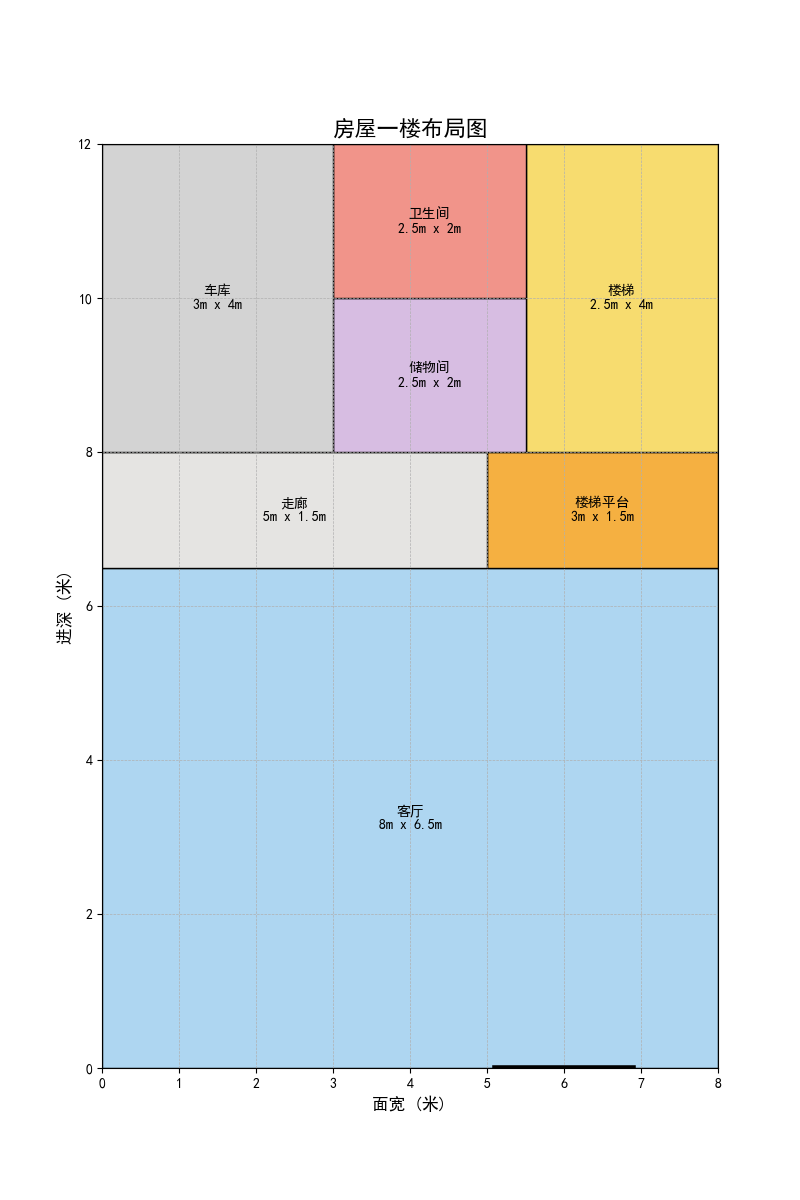 房屋一楼布局图
12
10
8
6
4
2
0
进深 (米)
卫生间
2.5m x 2m
车库
3m x 4m
楼梯
2.5m x 4m
储物间
2.5m x 2m
走廊
5m x 1.5m
楼梯平台
3m x 1.5m
客厅
8m x 6.5m
0 1 2 3 4 5 6 7 8
面宽 (米)